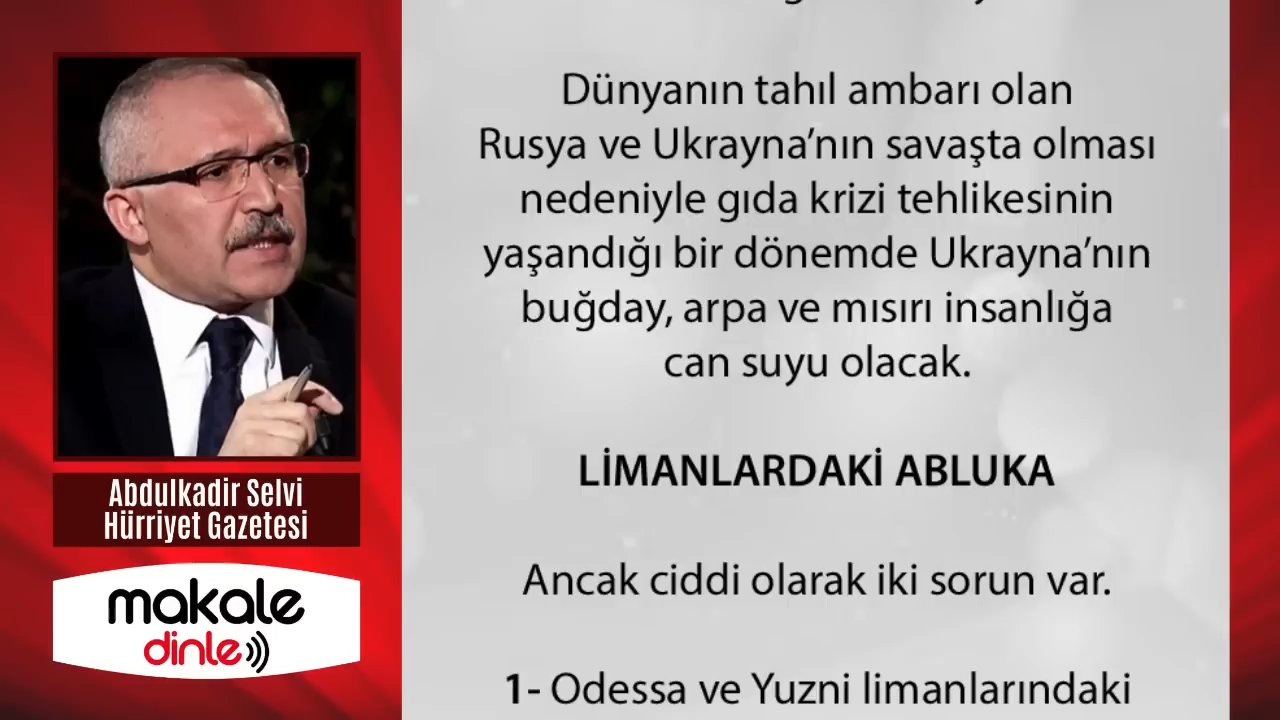 Dünyanın tahıl ambarı olan
Rusya ve Ukrayna’nın savaşta olması
nedeniyle gıda krizi tehlikesinin
yaşandığı bir dönemde Ukrayna’nın
buğday, arpa ve mısırı insanlığa
can suyu olacak.
LİMANLARDAKİ ABLUKA
Ancak ciddi olarak iki sorun var.
1- Odessa ve Yuzni limanlarındaki
Abdulkadir Selvi
Hürriyet Gazetesi
makale
dinle